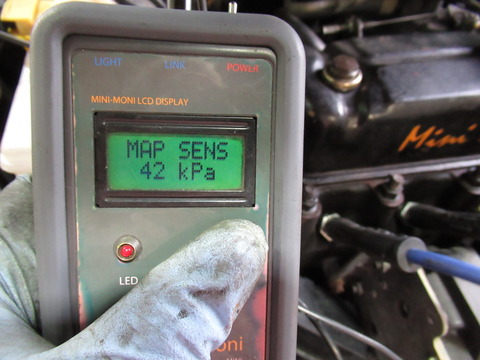 LIGHT LINK POWER
MINI-MONI LCD DISPLAY
MAP SENS
42 kPa
LED
Mini